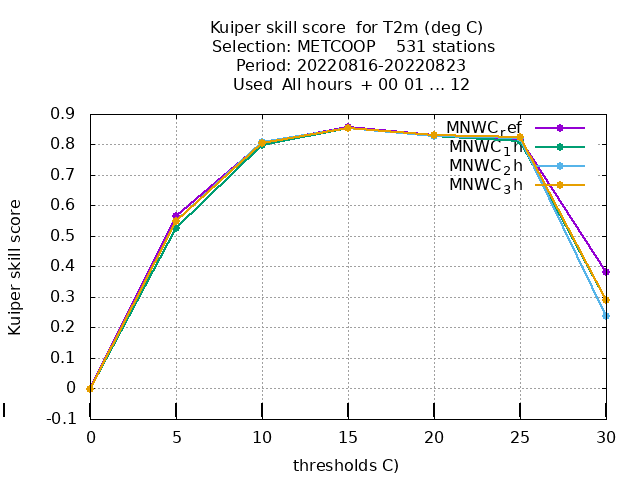 Kuiper skill score  for T2m (deg C)
Selection: METCOOP    531 stations
Period: 20220816-20220823
Used  All hours  + 00 01 ... 12
0.9
0.8
0.7
0.6
0.5
0.4
0.3
0.2
0.1
0
-0.1
Kuiper skill score
MNWC_ref
MNWC_1h
MNWC_2h
MNWC_3h
0 5 10 15 20 25 30
thresholds C)